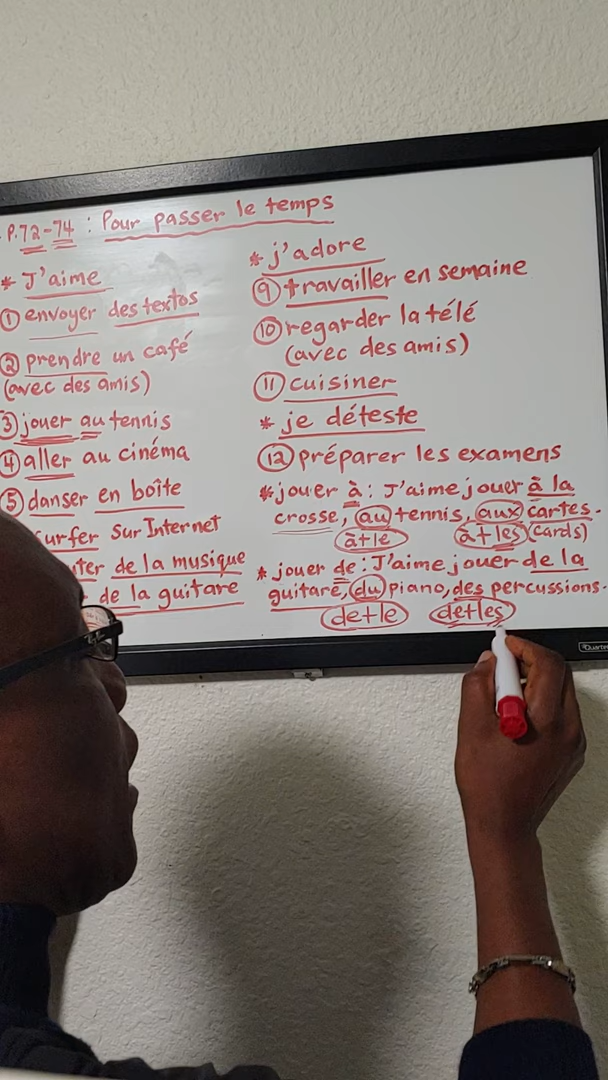 P.72-74 : Pour passer le temps
* J'aime
① envoyer des textos
② prendre un café
(avec des amis)
③ jouer au tennis
④ aller au cinéma
⑤ danser en boîte
surfer sur Internet
de la musique
de la guitare
* j'adore
⑨ travailler en semaine
⑩ regarder la télé
(avec des amis)
⑪ cuisiner
* je déteste
⑫ préparer les examens
* jouer à : J'aime jouer à la
crosse, au tennis, aux cartes.
à+le à+les (cards)
* jouer de : J'aime jouer de la
guitare, du piano, des percussions.
de+le de+les